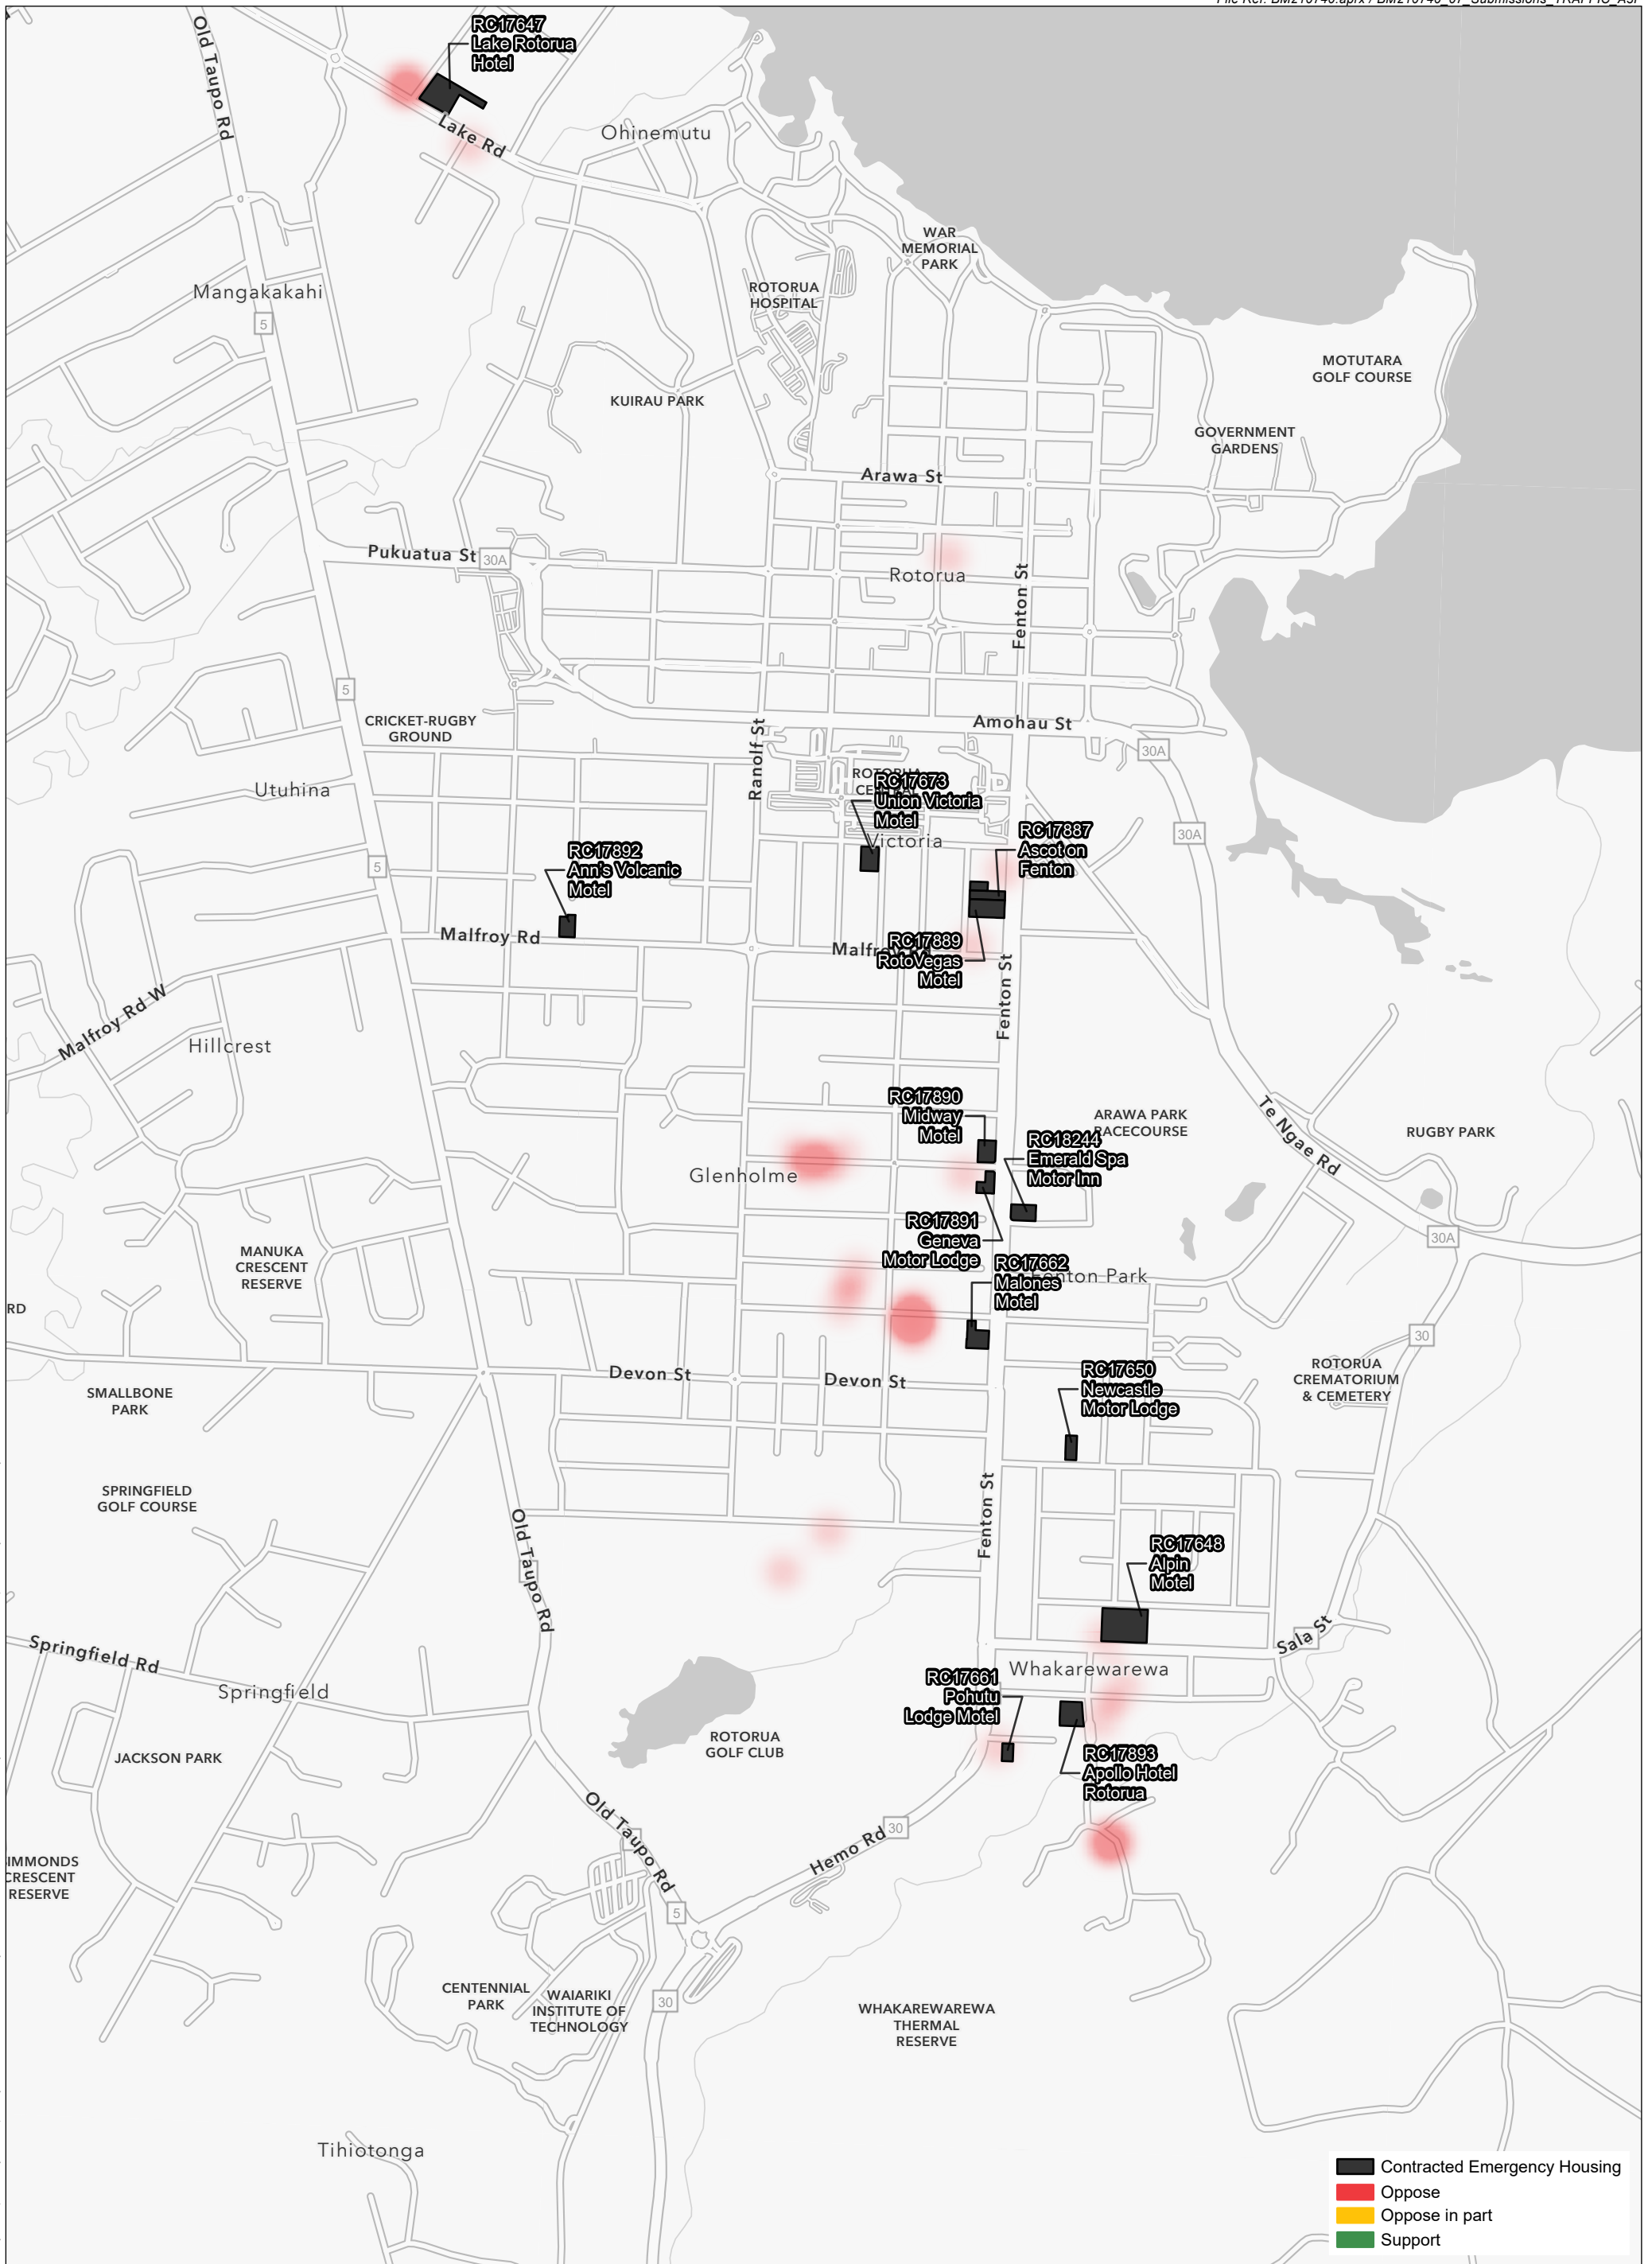 Old Taupo Rd
RC17647
Lake Rotorua
Hotel
Lake Rd
Ohinemutu
WAR
MEMORIAL
PARK
Mangakakahi
ROTORUA
HOSPITAL
5
MOTUTARA
GOLF COURSE
KUIRAU PARK
GOVERNMENT
GARDENS
Arawa St
Pukuatua St
30A
Rotorua
Fenton St
5
CRICKET-RUGBY
GROUND
Ranolf St
Amohau St
30A
Utuhina
ROTORUA
RC17673
Union Victoria
Motel
Victoria
30A
RC17887
Ascot on
Fenton
RC17892
Ann's Volcanic
Motel
5
Malfroy Rd
RC17889
RotoVegas
Motel
Fenton St
Malfroy Rd W
Hillcrest
RC17890
Midway
Motel
ARAWA PARK
RACECOURSE
Te Ngae Rd
RUGBY PARK
RC18244
Emerald Spa
Motor Inn
Glenholme
RC17891
Geneva
Motor Lodge
30A
MANUKA
CRESCENT
RESERVE
RC17662
Malones
Motel
Fenton Park
RD
30
Devon St
Devon St
RC17650
Newcastle
Motor Lodge
ROTORUA
CREMATORIUM
& CEMETERY
SMALLBONE
PARK
SPRINGFIELD
GOLF COURSE
Fenton St
Old Taupo Rd
RC17648
Alpin
Motel
Sala St
Springfield Rd
Springfield
Whakarewarewa
RC17661
Pohutu
Lodge Motel
ROTORUA
GOLF CLUB
JACKSON PARK
RC17893
Apollo Hotel
Rotorua
Old Taupo Rd
Hemo Rd
30
IMMONDS
CRESCENT
RESERVE
5
CENTENNIAL
PARK
WAIARIKI
INSTITUTE OF
TECHNOLOGY
30
WHAKAREWAREWA
THERMAL
RESERVE
Tihiotonga
Contracted Emergency Housing
Oppose
Oppose in part
Support